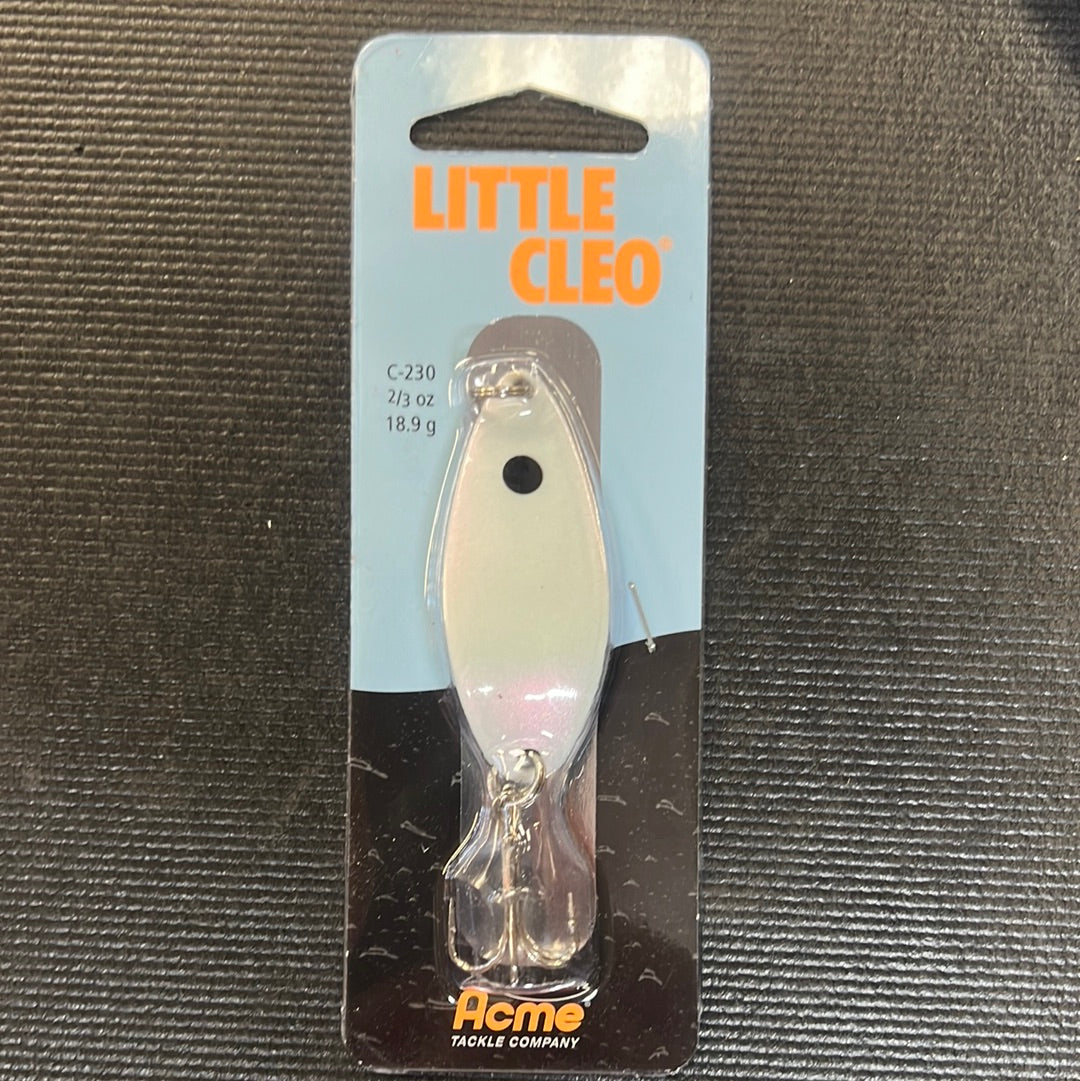 LITTLE
CLEO®
C-230
2/3 oz
18.9 g
Acme
TACKLE COMPANY